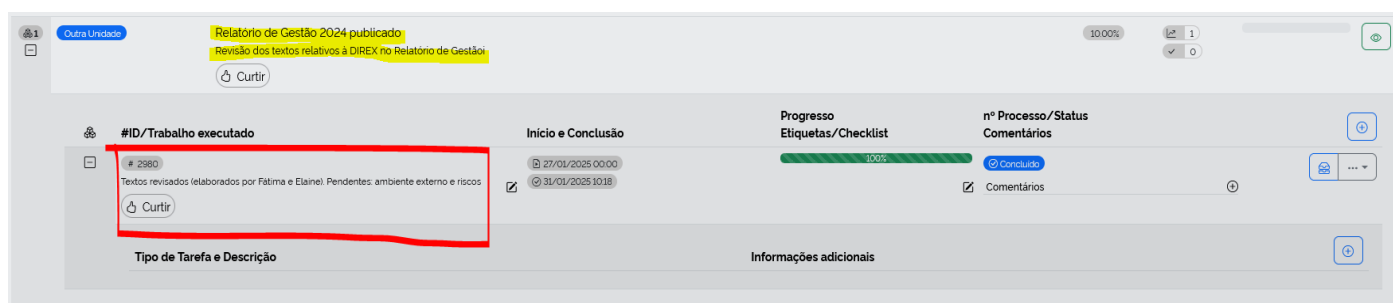 1
Outra Unidade
Relatório de Gestão 2024 publicado
Revisão dos textos relativos à DIREX no Relatório de Gestãoi
Curtir
10.00%
1
0
#ID/Trabalho executado
Início e Conclusão
Progresso
Etiquetas/Checklist
nº Processo/Status
Comentários
# 2980
Textos revisados (elaborados por Fátima e Elaine). Pendentes: ambiente externo e riscos
Curtir
27/01/2025 00:00
31/01/2025 10:18
100%
Concluído
Comentários
Tipo de Tarefa e Descrição
Informações adicionais